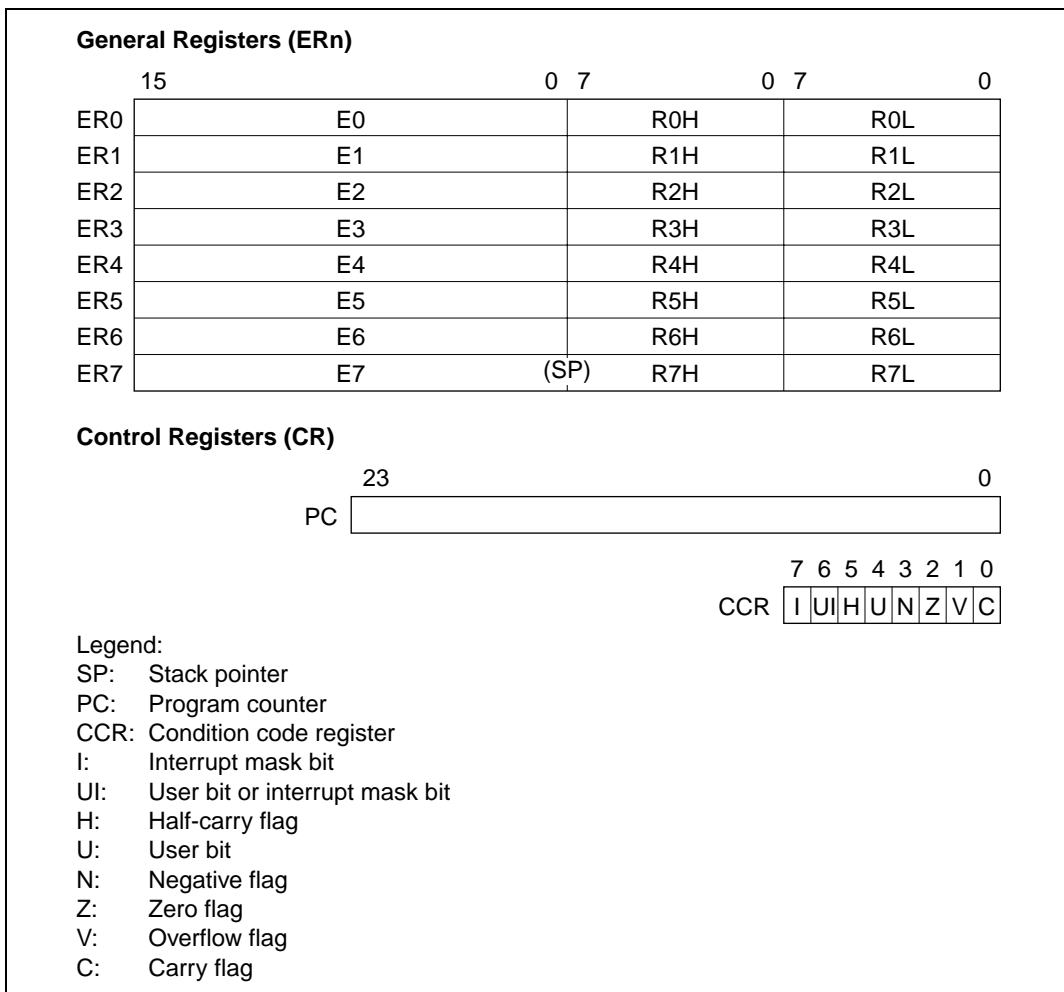 General Registers (ERn)
15 0 7 0 7 0
ER0 E0 R0H R0L
ER1 E1 R1H R1L
ER2 E2 R2H R2L
ER3 E3 R3H R3L
ER4 E4 R4H R4L
ER5 E5 R5H R5L
ER6 E6 R6H R6L
ER7 E7 (SP) R7H R7L
Control Registers (CR)
23 0
PC
7 6 5 4 3 2 1 0
CCR I UI H U N Z V C
Legend:
SP: Stack pointer
PC: Program counter
CCR: Condition code register
I: Interrupt mask bit
UI: User bit or interrupt mask bit
H: Half-carry flag
U: User bit
N: Negative flag
Z: Zero flag
V: Overflow flag
C: Carry flag